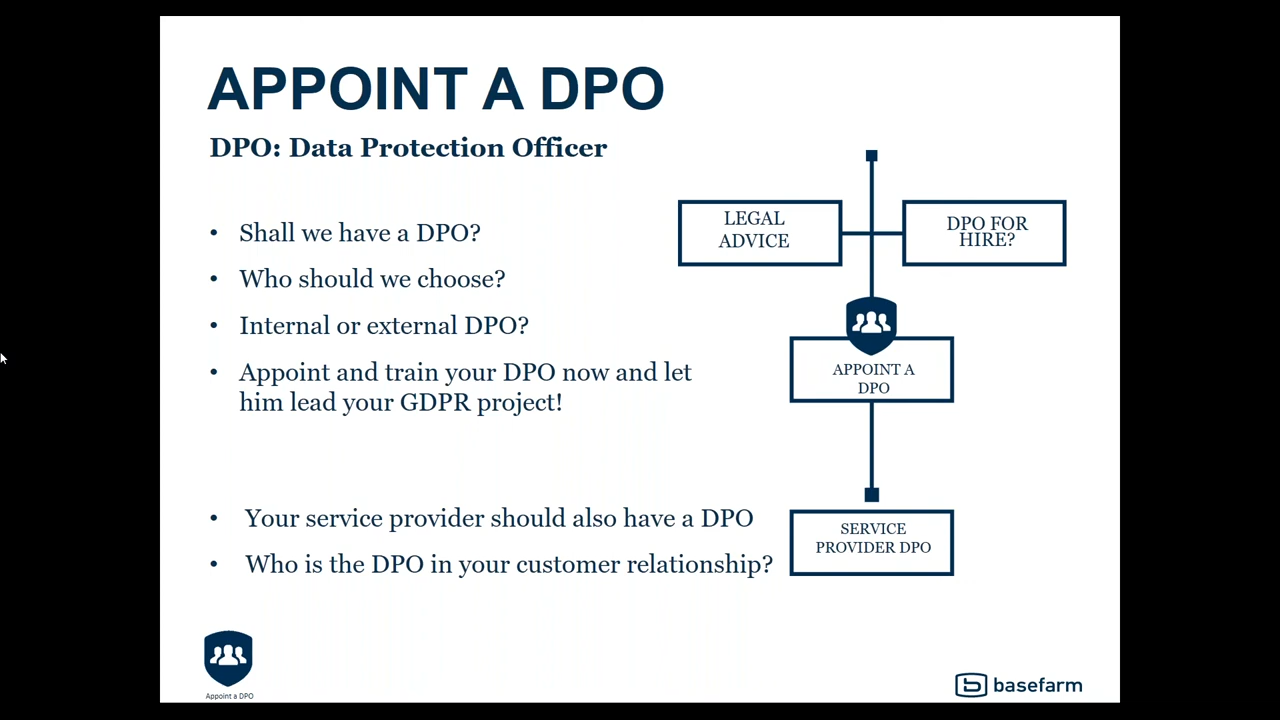 APPOINT A DPO
DPO: Data Protection Officer
• Shall we have a DPO?
• Who should we choose?
• Internal or external DPO?
• Appoint and train your DPO now and let
him lead your GDPR project!
• Your service provider should also have a DPO
• Who is the DPO in your customer relationship?
LEGAL
ADVICE
DPO FOR
HIRE?
APPOINT A
DPO
SERVICE
PROVIDER DPO
Appoint a DPO
basefarm